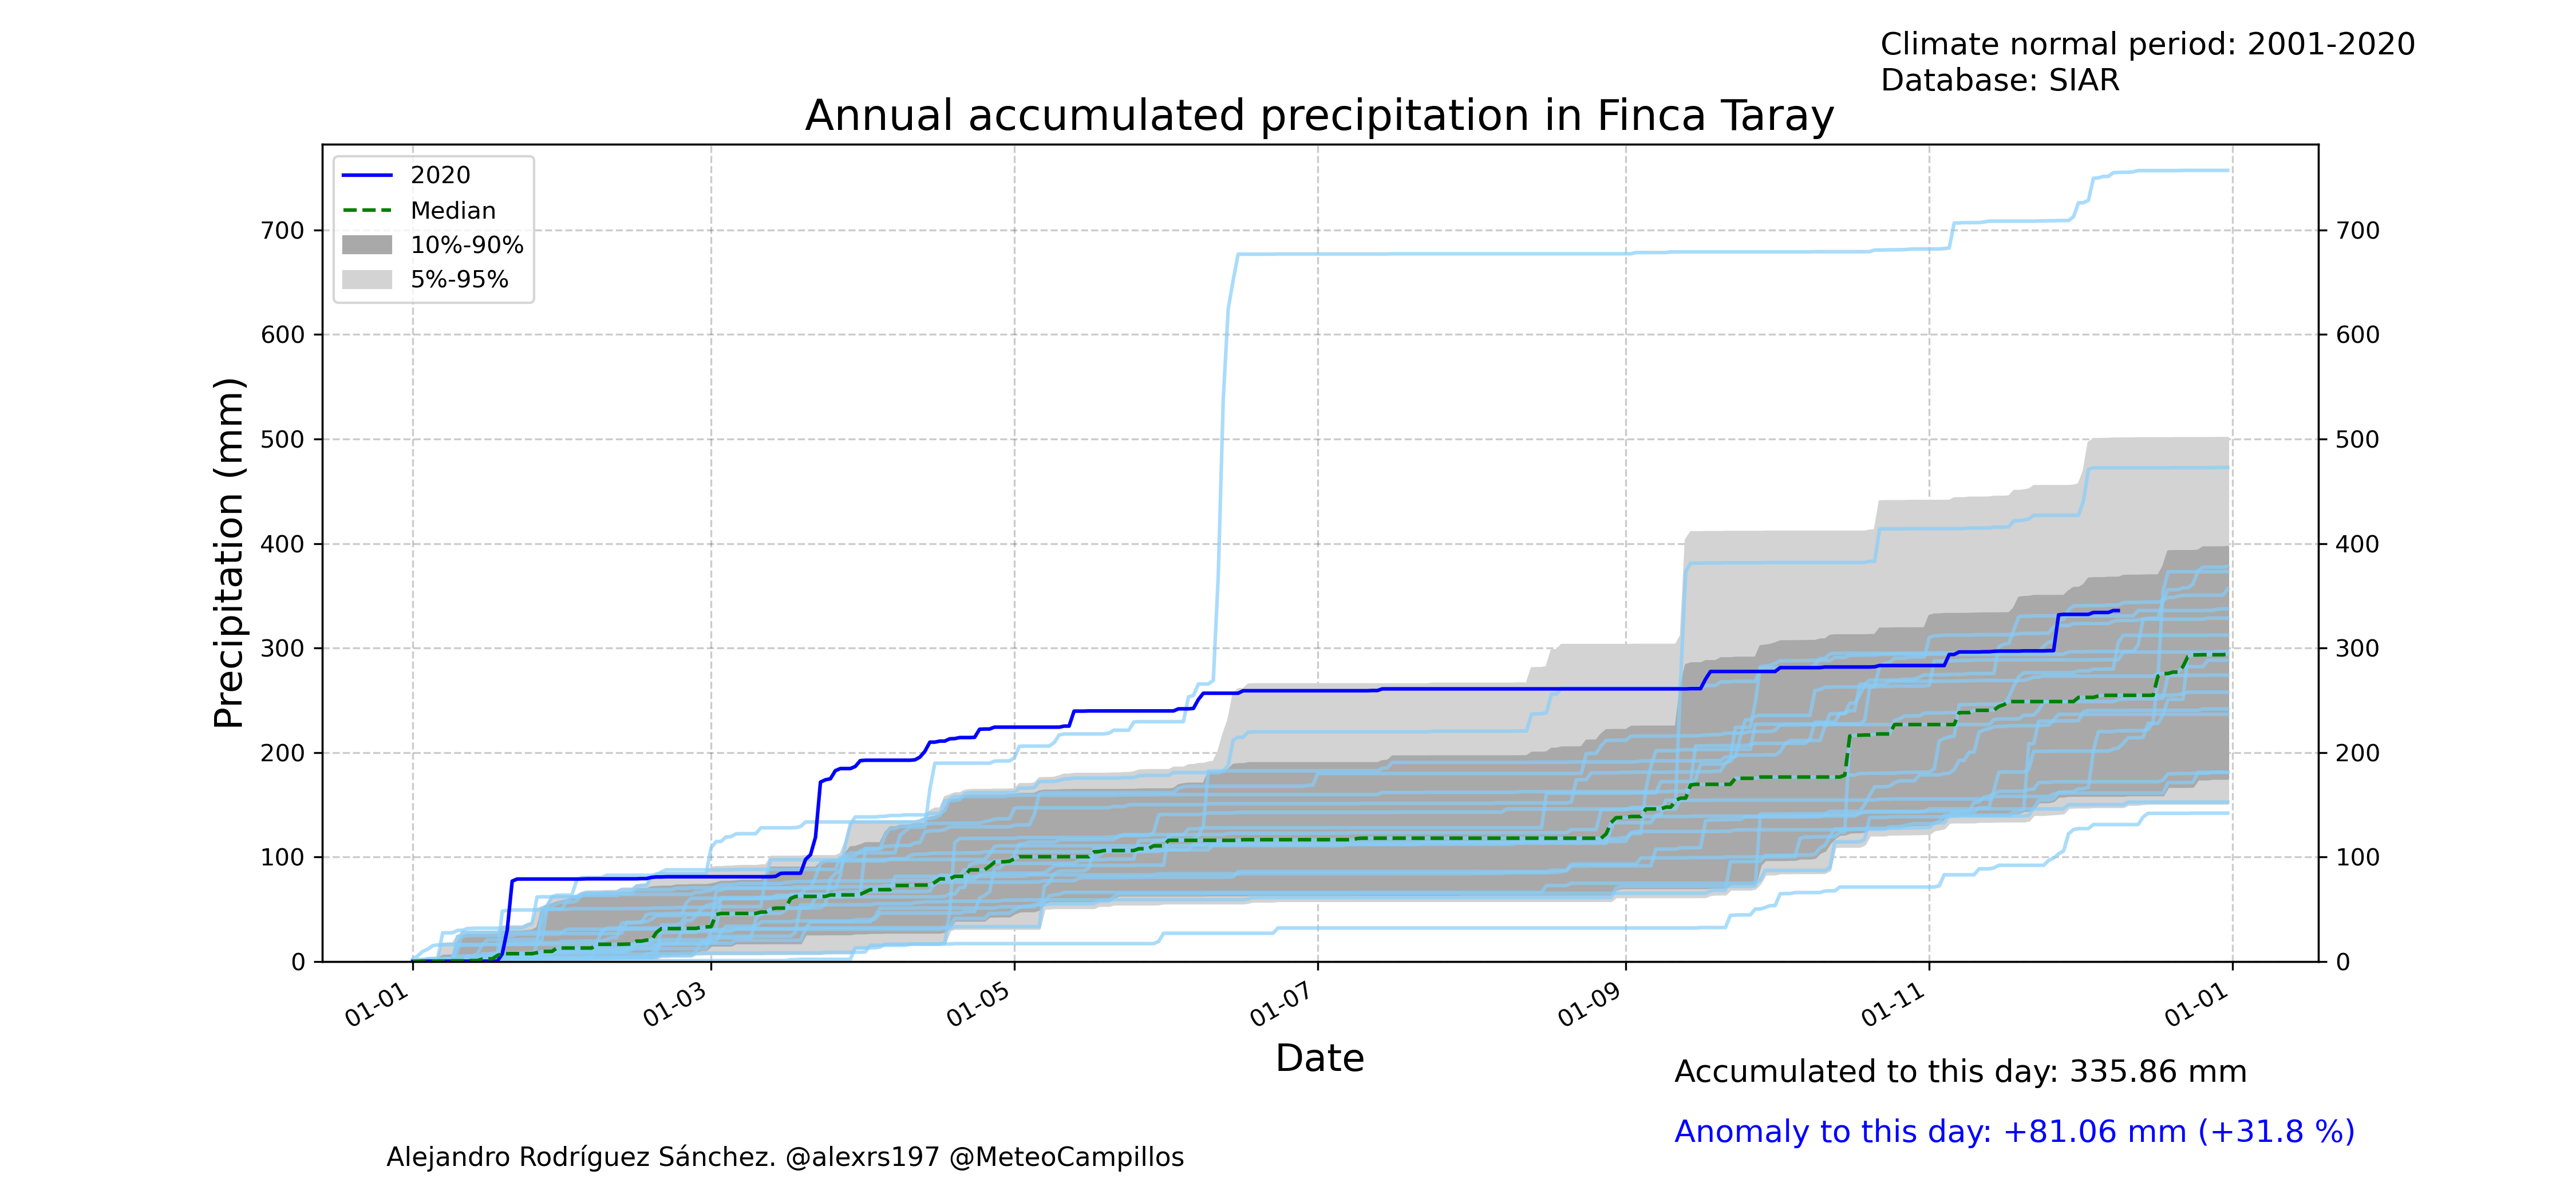 Climate normal period: 2001-2020
Database: SIAR
Annual accumulated precipitation in Finca Taray
2020
Median
10%-90%
5%-95%
Precipitation (mm)
700
600
500
400
300
200
100
0
700
600
500
400
300
200
100
0
01-01
01-03
01-05
01-07
01-09
01-11
01-01
Date
Accumulated to this day: 335.86 mm
Anomaly to this day: +81.06 mm (+31.8 %)
Alejandro Rodríguez Sánchez. @alexrs197 @MeteoCampillos